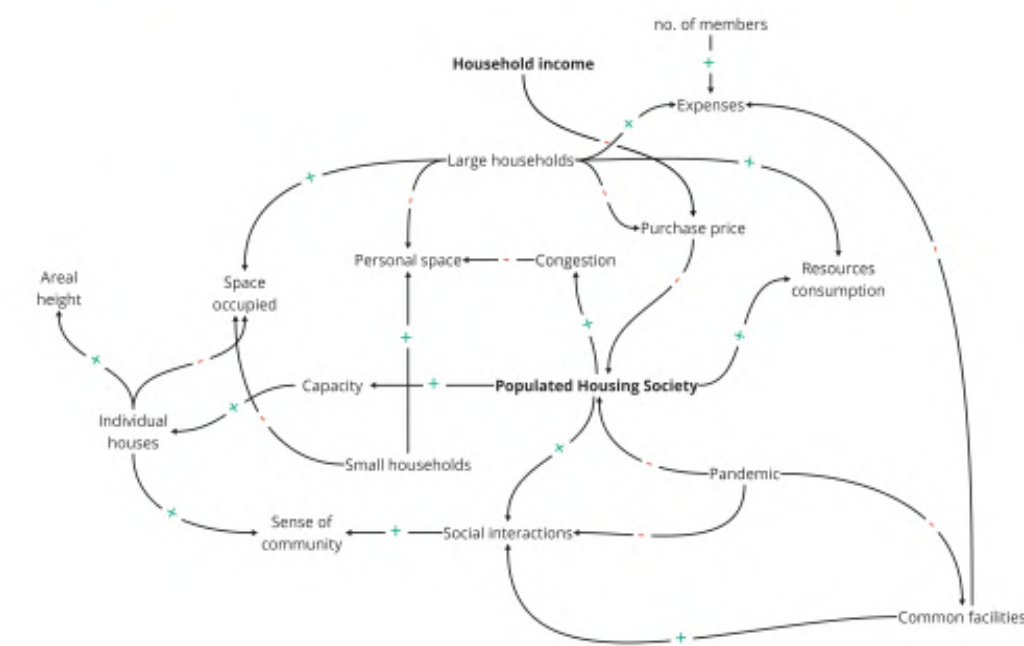 no. of members
Household income
Expenses
Large households
Purchase price
Personal space
Congestion
Resources
consumption
Areal
height
Space
occupied
Capacity
Populated Housing Society
Individual
houses
Small households
Pandemic
Sense of
community
Social interactions
Common facilities